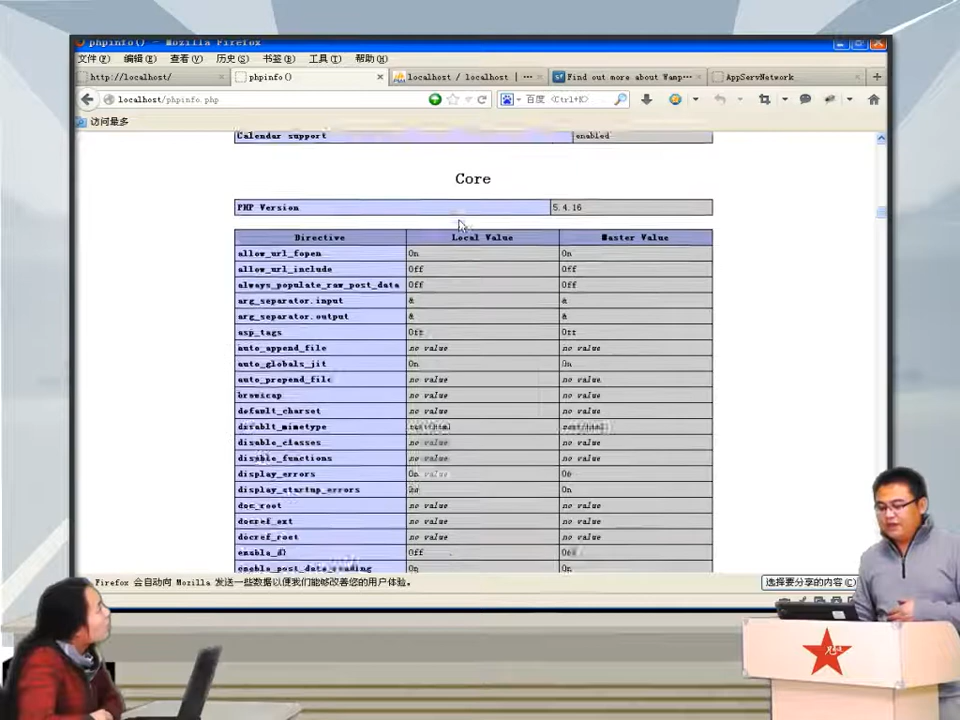 phpinfo() - Mozilla Firefox
文件(F) 编辑(E) 查看(V) 历史(S) 书签(B) 工具(T) 帮助(H)
http://localhost/ phpinfo() localhost / localhost | ··· Find out more about Wamp··· AppServNetwork
localhost/phpinfo.php 百度 <Ctrl+K>
访问最多
Calendar support enabled
Core
PHP Version 5.4.16
Directive Local Value Master Value
allow_url_fopen On On
allow_url_include Off Off
always_populate_raw_post_data Off Off
arg_separator.input & &
arg_separator.output & &
asp_tags Off Off
auto_append_file no value no value
auto_globals_jit On On
auto_prepend_file no value no value
browscap no value no value
default_charset no value no value
text/html
disable_classes no value no value
disable_functions no value no value
display_errors On
display_startup_errors On On
doc_root no value no value
docref_ext no value no value
docref_root no value no value
Off
On On
Firefox 会自动向 Mozilla 发送一些数据以便我们能够改善您的用户体验。 选择要分享的内容(C)